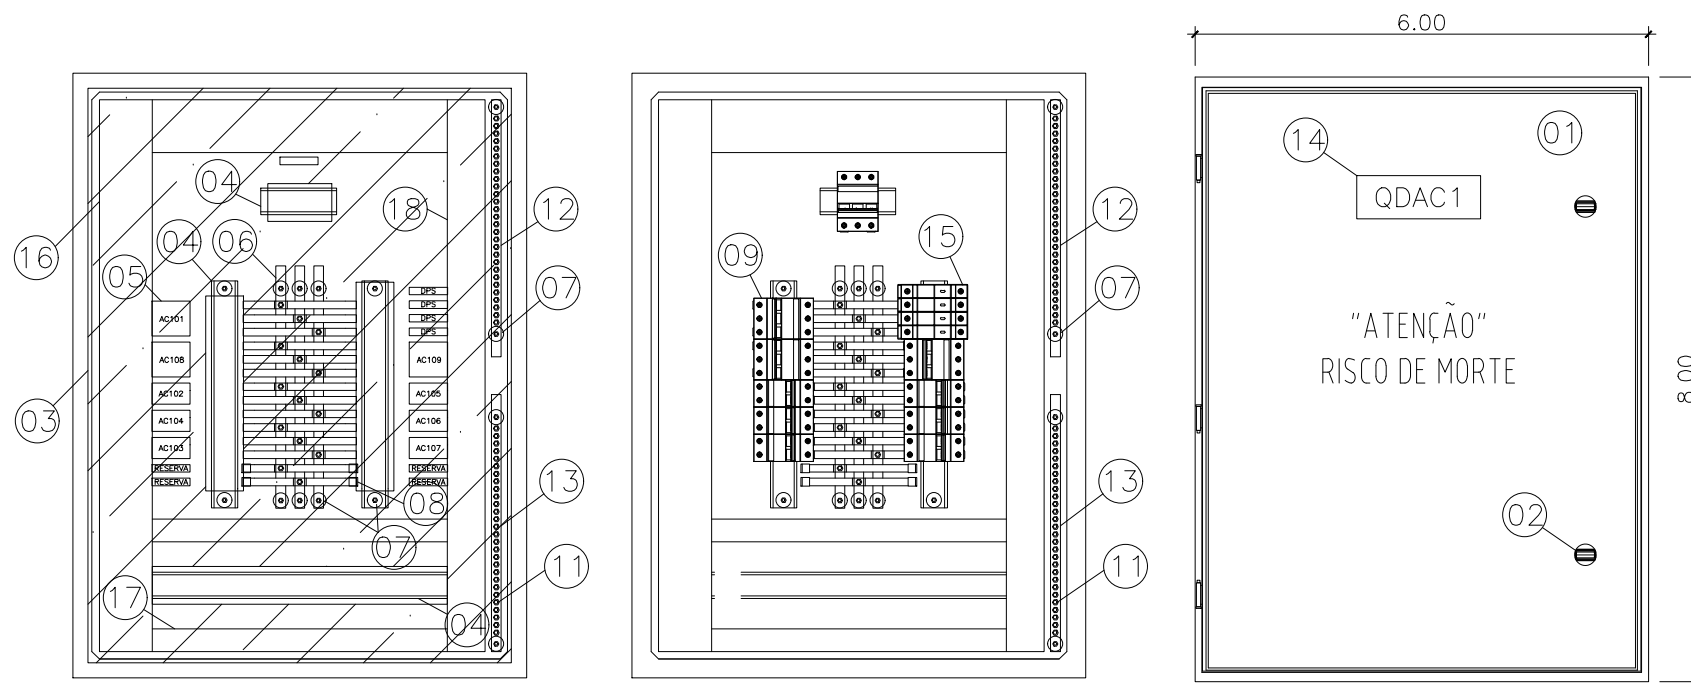 04
18
12
16
04
06
05
07
DPS
DPS
DPS
DPS
AC101
AC108
AC109
AC102
AC105
03
AC104
AC106
AC103
AC107
RESERVA
RESERVA
RESERVA
RESERVA
08
13
07
11
17
04
12
15
09
07
13
11
6.00
01
14
QDAC1
"ATENÇÃO"
RISCO DE MORTE
8.00
02